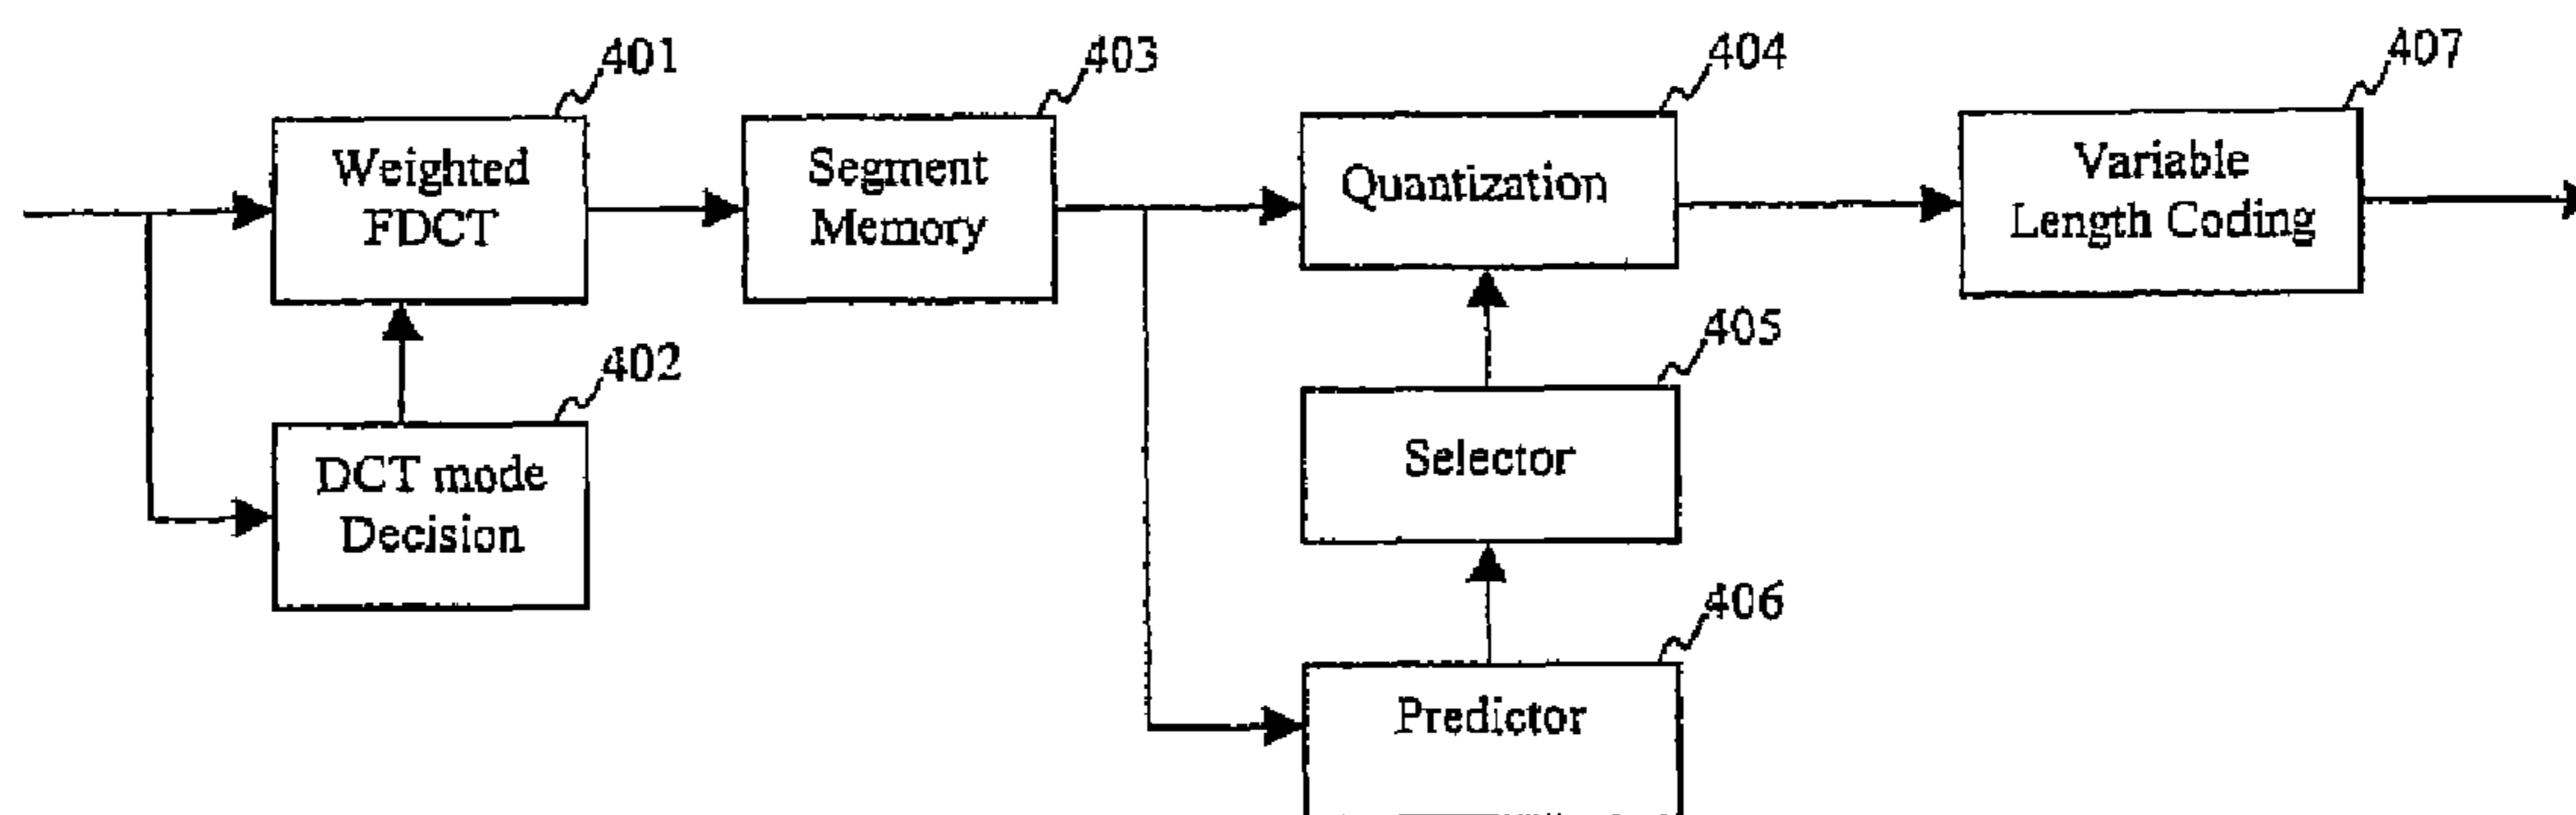 401
Weighted
FDCT
402
DCT mode
Decision
403
Segment
Memory
404
Quantization
405
Selector
406
Predictor
407
Variable
Length Coding